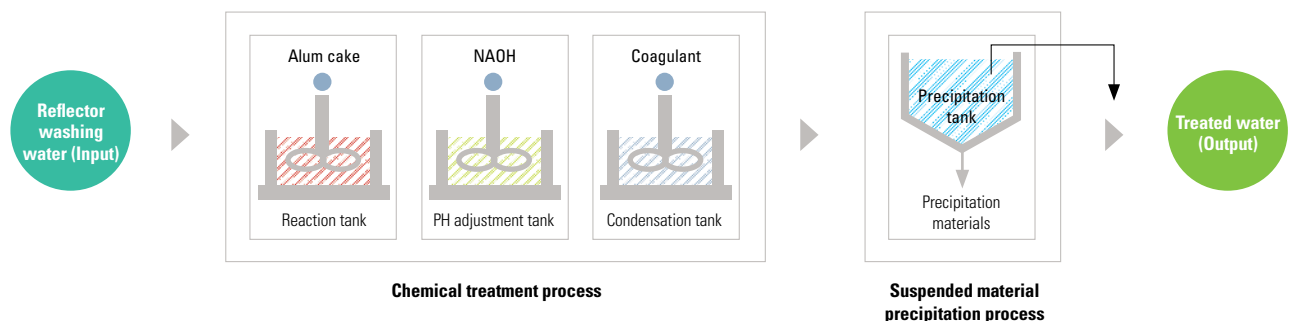 Reflector
washing
water (Input)
Alum cake
Reaction tank
NAOH
PH adjustment tank
Coagulant
Condensation tank
Chemical treatment process
Precipitation
tank
Precipitation
materials
Suspended material
precipitation process
Treated water
(Output)